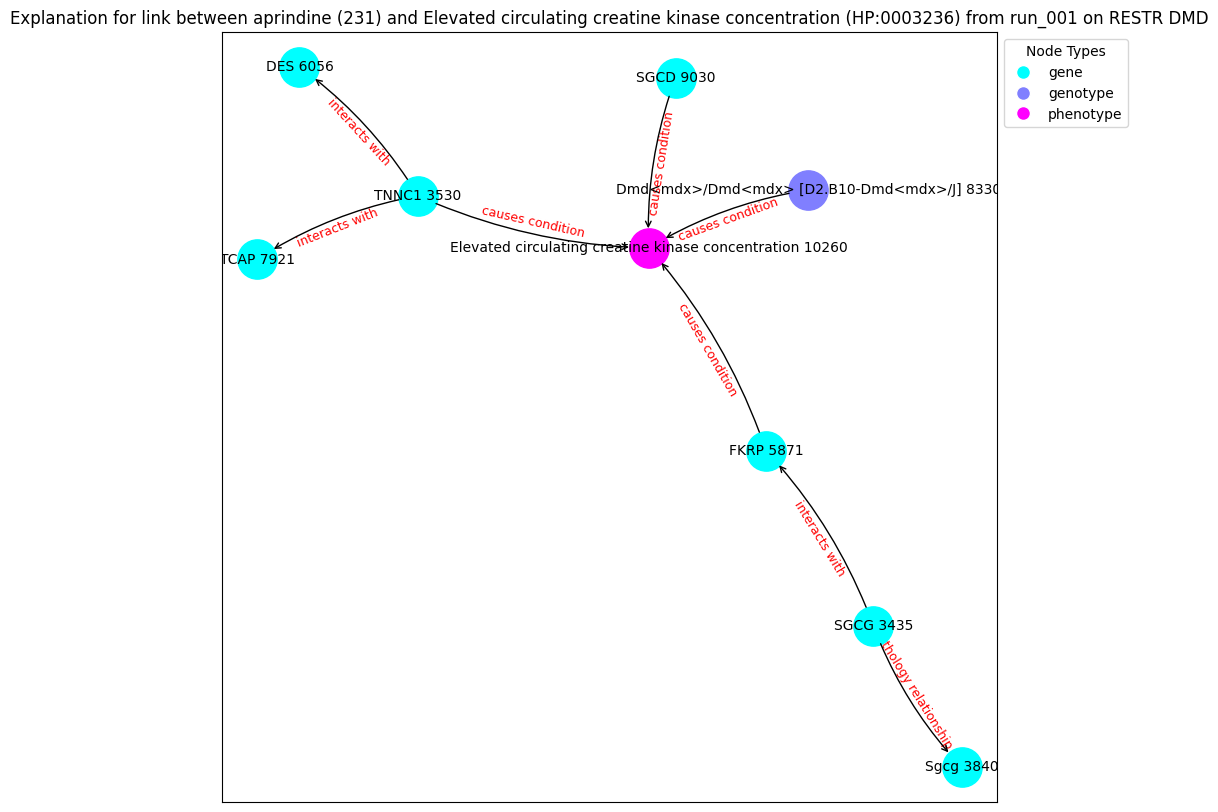 Explanation for link between aprindine (231) and Elevated circulating creatine kinase concentration (HP:0003236) from run_001 on RESTR DMD
Node Types
gene
genotype
phenotype
DES 6056
SGCD 9030
interacts with
causes condition
Dmd<mdx>/Dmd<mdx> [D2.B10-Dmd<mdx>/J] 8330
TNNC1 3530
causes condition
interacts with
causes condition
Elevated circulating creatine kinase concentration 10260
TCAP 7921
causes condition
FKRP 5871
interacts with
SGCG 3435
thology relationship
Sgcg 3840